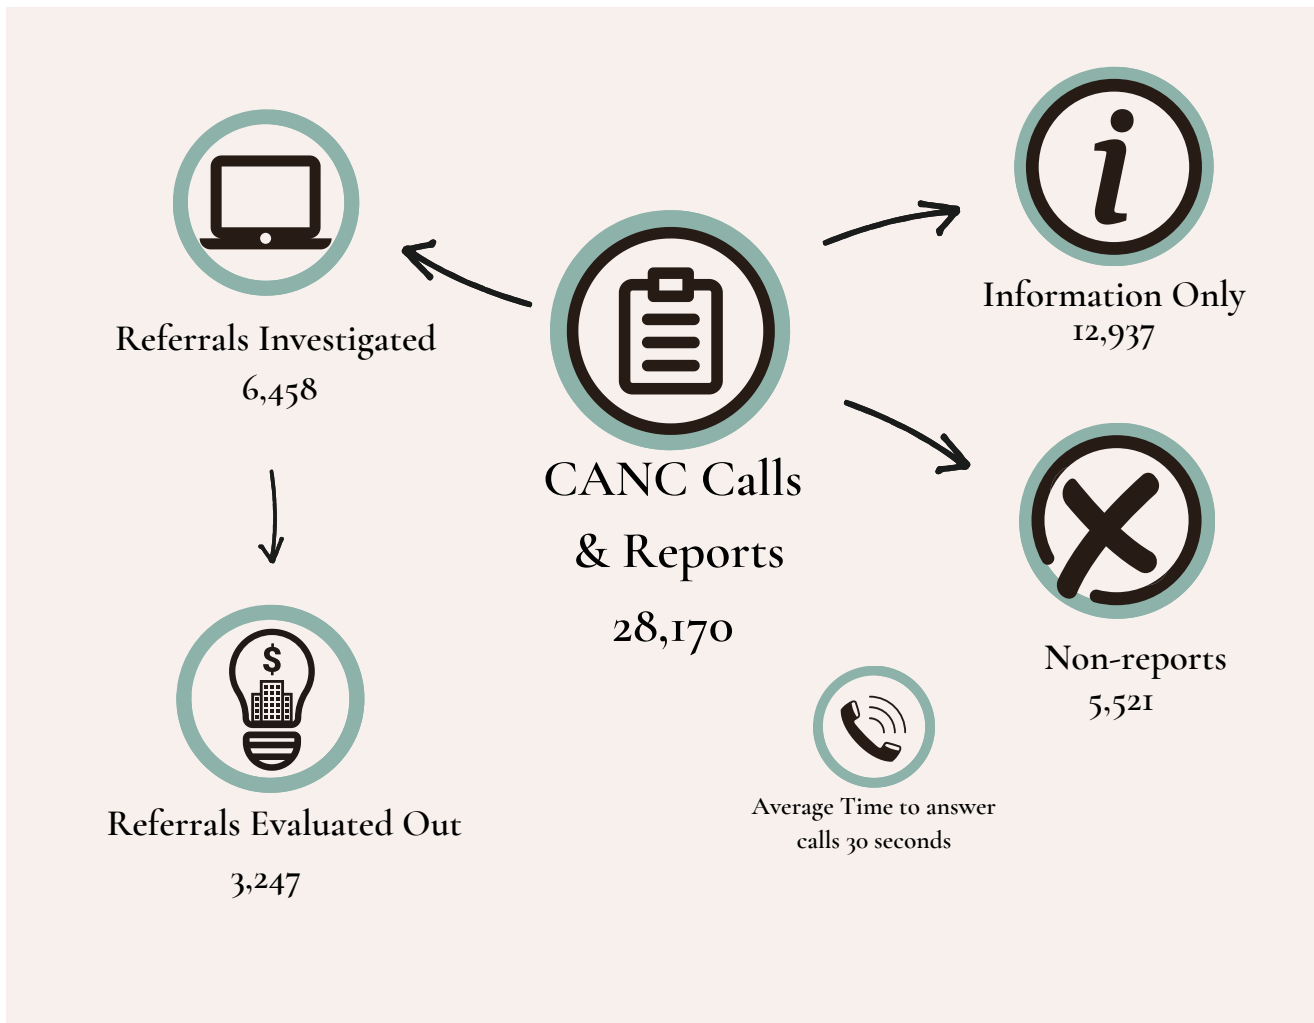 Referrals Investigated
6,458
Referrals Evaluated Out
$
3,247
CANC Calls
& Reports
28,170
i
Information Only
12,937
Non-reports
5,521
Average Time to answer
calls 30 seconds